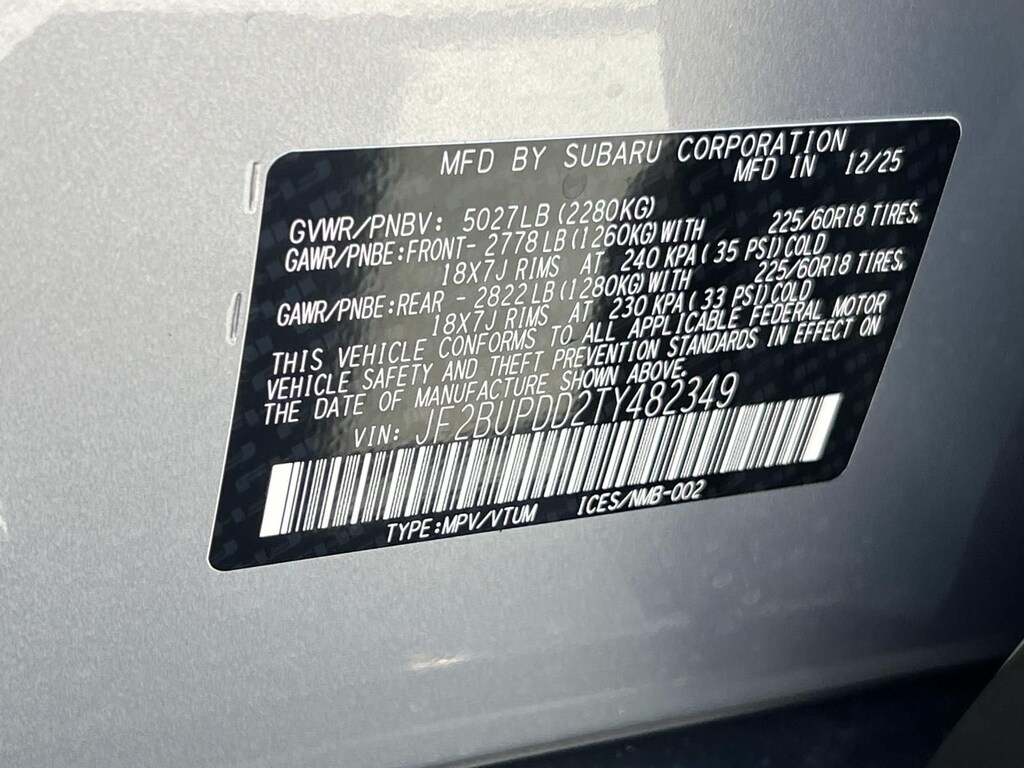 MFD BY SUBARU CORPORATION
MFD IN 12/25
GVWR/PNBV: 5027LB (2280KG)
GAWR/PNBE:FRONT- 2778LB(1260KG) WITH 225/60R18 TIRES,
18X7J RIMS AT 240 KPA ( 35 PSI) COLD
GAWR/PNBE:REAR - 2822LB(1280KG) WITH 225/60R18 TIRES,
18X7J RIMS AT 230 KPA ( 33 PSI) COLD
THIS VEHICLE CONFORMS TO ALL APPLICABLE FEDERAL MOTOR
VEHICLE SAFETY AND THEFT PREVENTION STANDARDS IN EFFECT ON
THE DATE OF MANUFACTURE SHOWN ABOVE.
VIN: JF2BUPDD2TY482349
TYPE:MPV/VTUM ICES/NMB-002